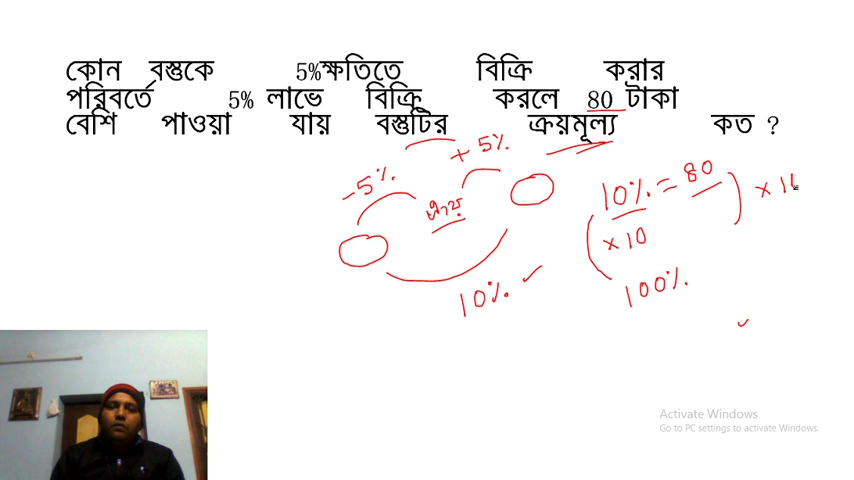 কোন বস্তুকে 5%ক্ষতিতে বিক্রি করার
পরিবর্তে 5% লাভে বিক্রি করলে 80 টাকা
বেশি পাওয়া যায় বস্তুটির ক্রয়মূল্য কত ?
-5% + 5%
10% = 80
× 10
10%
100%
Activate Windows
Go to PC settings to activate Windows.